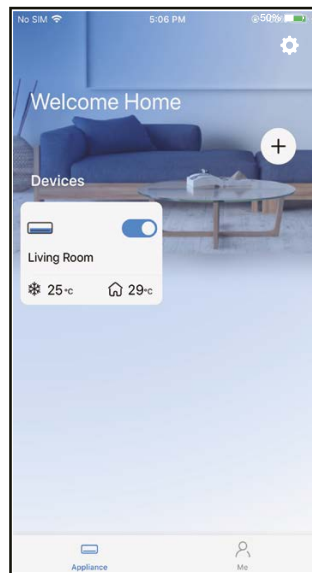 No SIM 5:06 PM @50%
Welcome Home
+
Devices
Living Room
25°C 29°C
Appliance Me